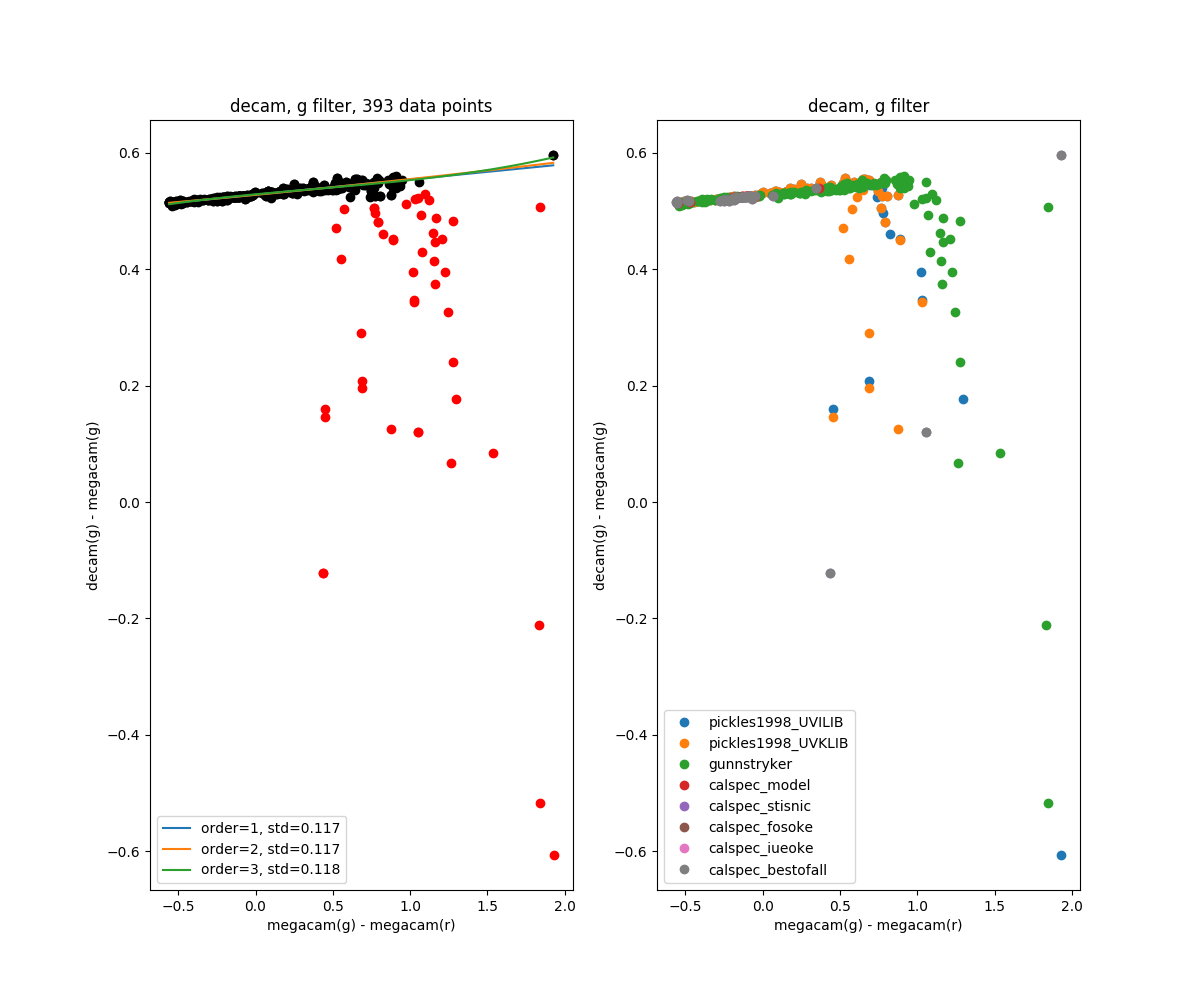 decam, g filter, 393 data points
decam(g) - megacam(g)
0.6
0.4
0.2
0.0
−0.2
−0.4
−0.6
order=1, std=0.117
order=2, std=0.117
order=3, std=0.118
−0.5
0.0
0.5
1.0
1.5
2.0
megacam(g) - megacam(r)
decam, g filter
decam(g) - megacam(g)
0.6
0.4
0.2
0.0
−0.2
−0.4
−0.6
pickles1998_UVILIB
pickles1998_UVKLIB
gunnstryker
calspec_model
calspec_stisnic
calspec_fosoke
calspec_iueoke
calspec_bestofall
−0.5
0.0
0.5
1.0
1.5
2.0
megacam(g) - megacam(r)